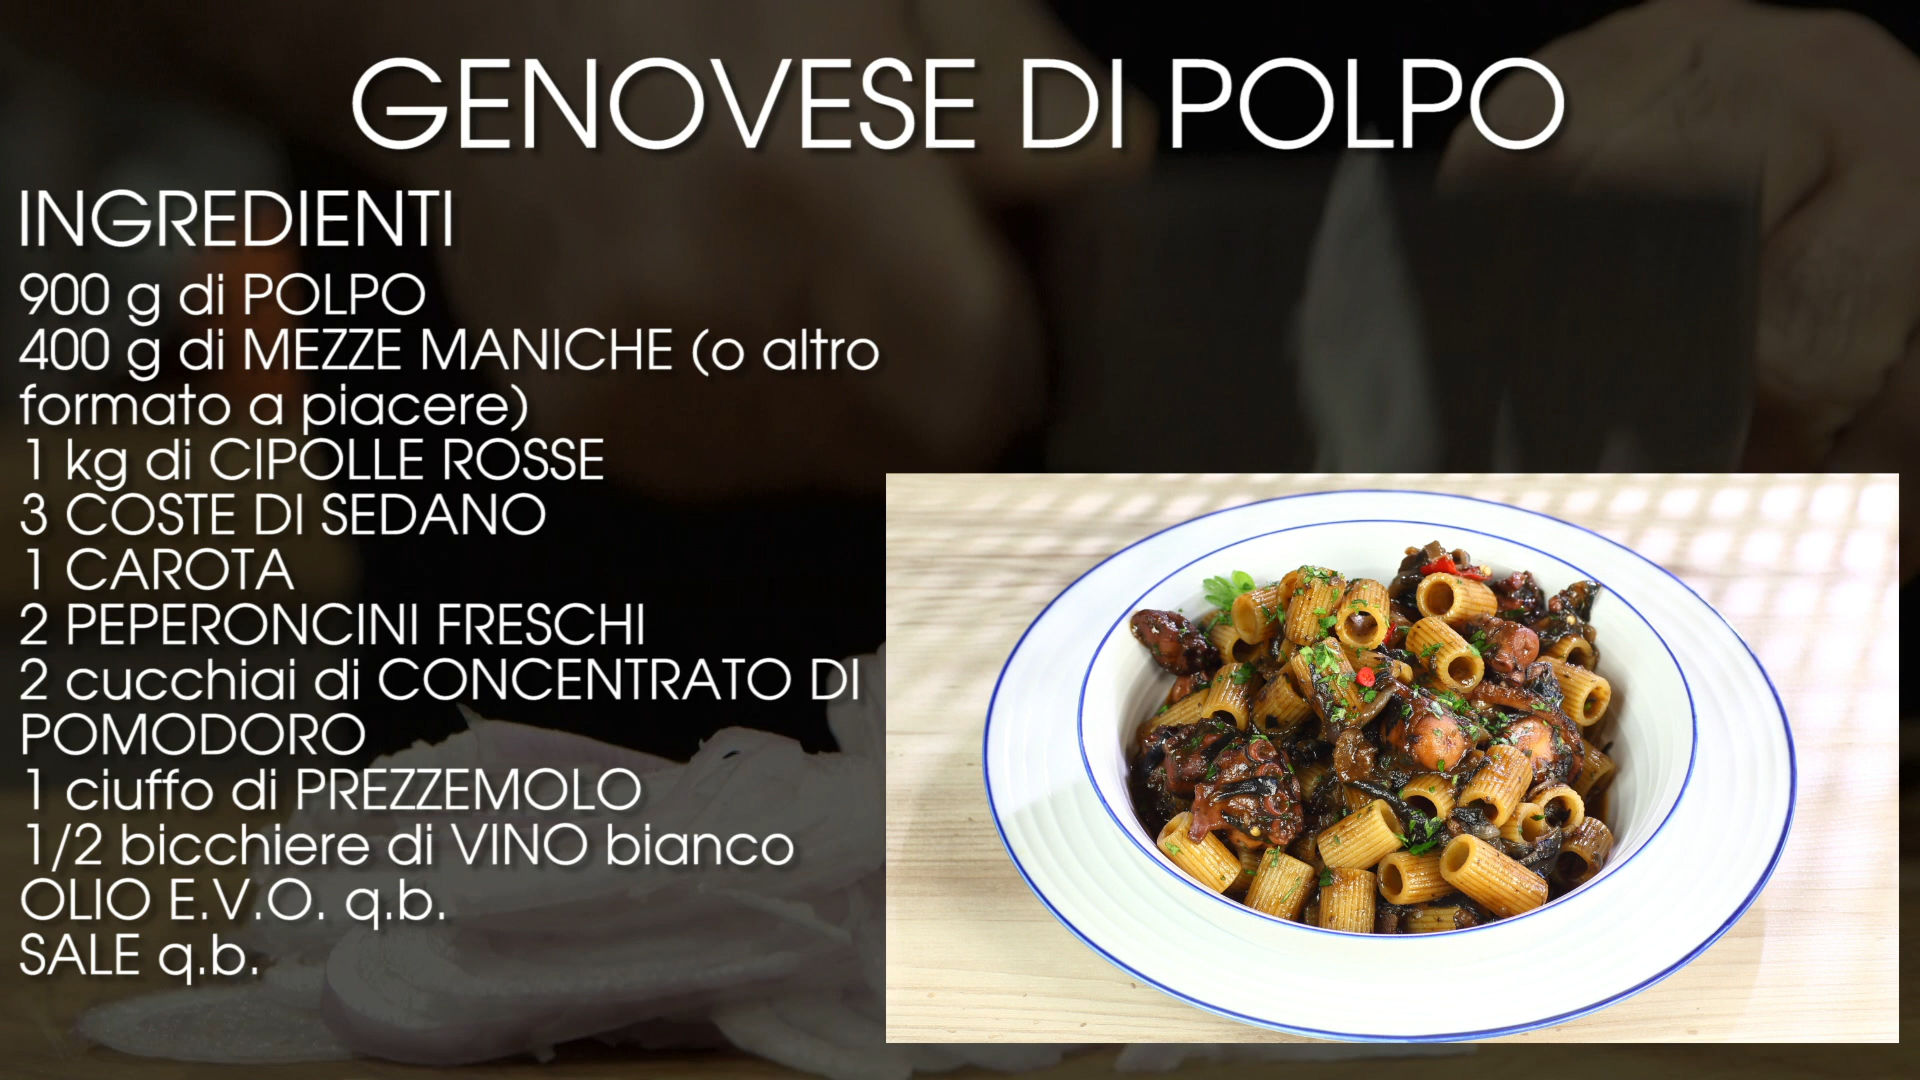 GENOVESE DI POLPO
INGREDIENTI
900 g di POLPO
400 g di MEZZE MANICHE (o altro
formato a piacere)
1 kg di CIPOLLE ROSSE
3 COSTE DI SEDANO
1 CAROTA
2 PEPERONCINI FRESCHI
2 cucchiai di CONCENTRATO DI
POMODORO
1 ciuffo di PREZZEMOLO
1/2 bicchiere di VINO bianco
OLIO E.V.O. q.b.
SALE q.b.